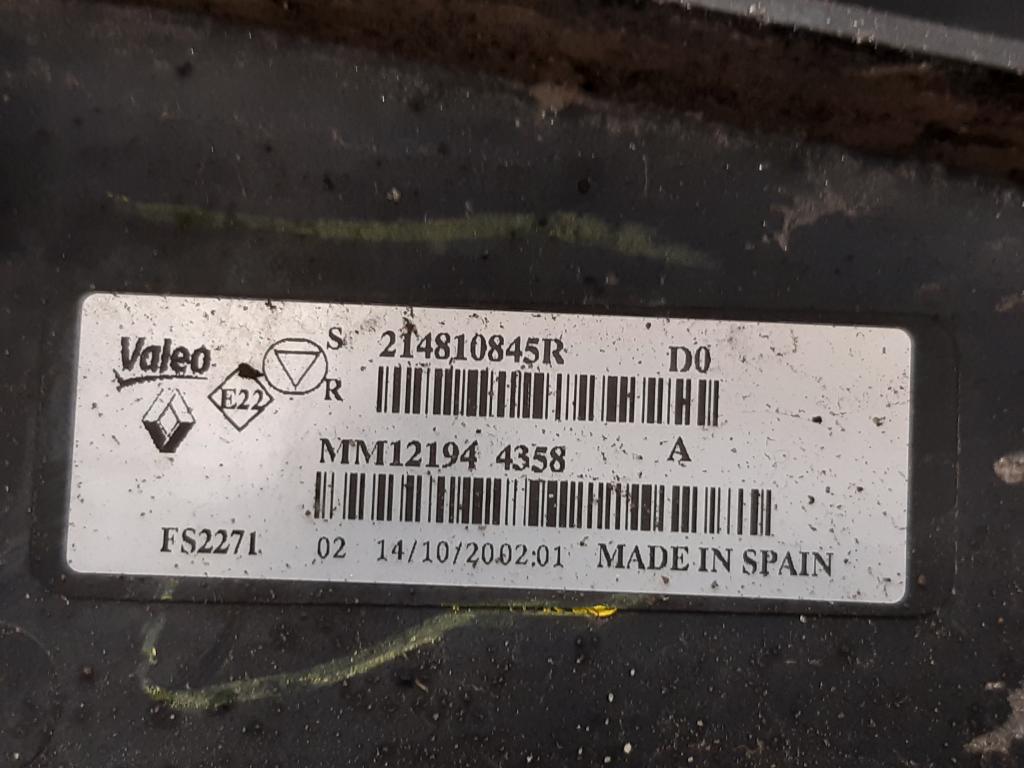 Valeo
E22
S
R
214810845R D0
MM12194 4358 A
FS2271 02 14/10/20 02:01 MADE IN SPAIN